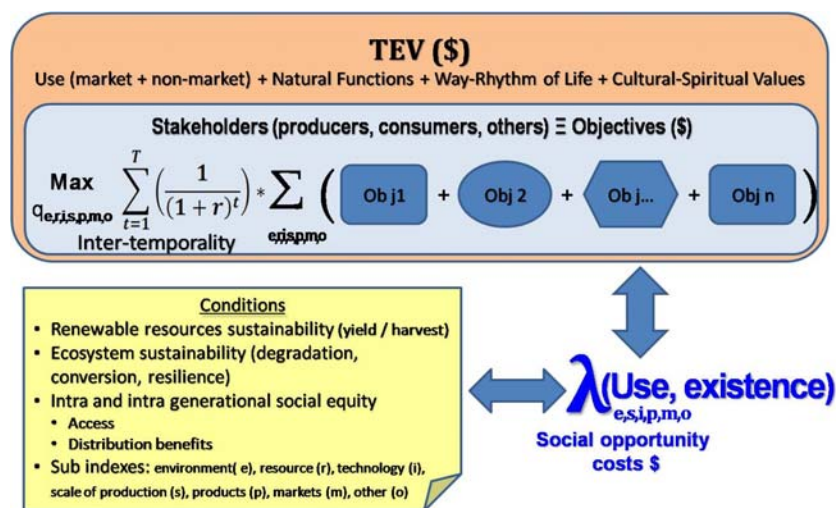 TEV ($)
Use (market + non-market) + Natural Functions + Way-Rhythm of Life + Cultural-Spiritual Values
Stakeholders (producers, consumers, others) Ξ Objectives ($)
Max
q e,r,i,s,p,m,o
T
∑
t=1
(1/(1 + r)^t) * ∑ e,r,i,s,p,m,o ( Ob j1 + Obj 2 + Ob j... + Obj n )
Inter-temporality
Conditions
• Renewable resources sustainability (yield / harvest)
• Ecosystem sustainability (degradation,
conversion, resilience)
• Intra and intra generational social equity
• Access
• Distribution benefits
• Sub indexes: environment( e), resource (r), technology (i),
scale of production (s), products (p), markets (m), other (o)
λ(Use, existence)
e,s,i,p,m,o
Social opportunity
costs $